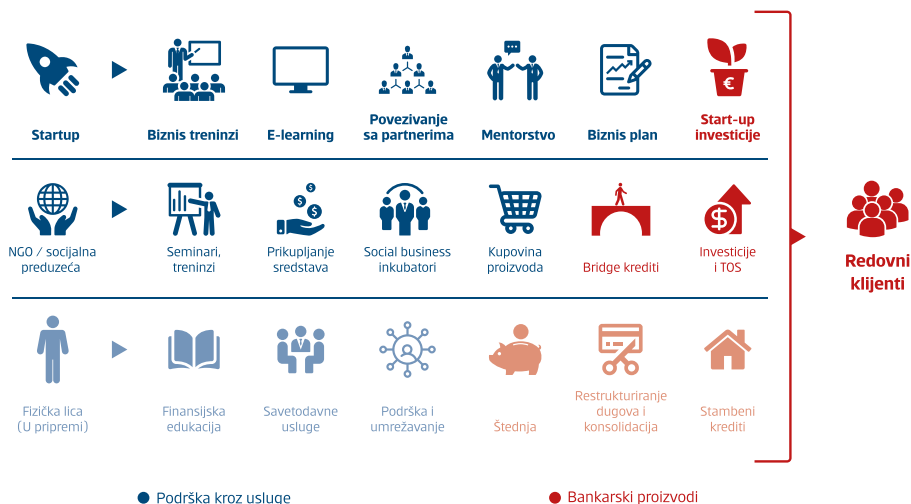 Startup
Biznis treninzi
E-learning
Povezivanje
sa partnerima
Mentorstvo
Biznis plan
€
Start-up
investicije
NGO / socijalna
preduzeća
Seminari,
treninzi
$
$
$
Prikupljanje
sredstava
Social business
inkubatori
Kupovina
proizvoda
Bridge krediti
$
Investicije
i TOS
Redovni
klijenti
Fizička lica
(U pripremi)
Finansijska
edukacija
Savetodavne
usluge
Podrška i
umrežavanje
Štednja
Restrukturiranje
dugova i
konsolidacija
Stambeni
krediti
Podrška kroz usluge
Bankarski proizvodi